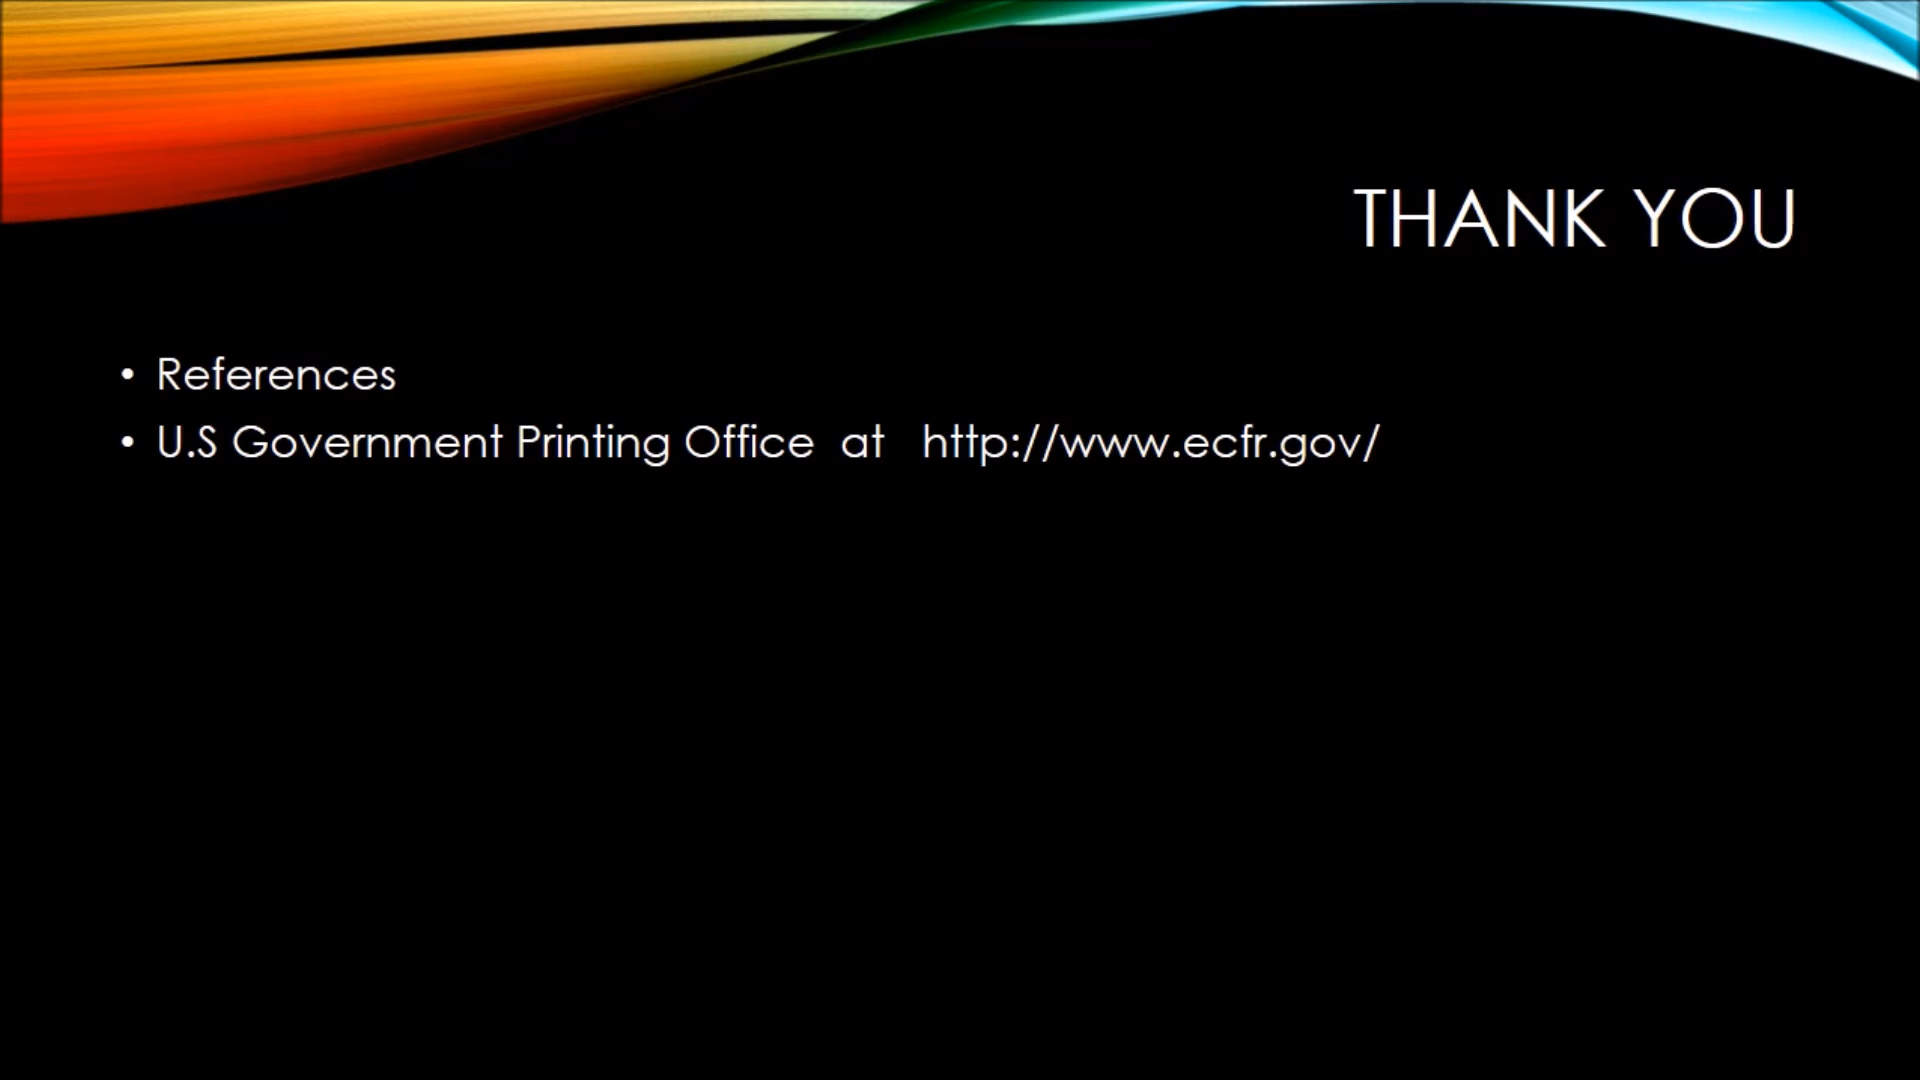 THANK YOU
• References
• U.S Government Printing Office at http://www.ecfr.gov/